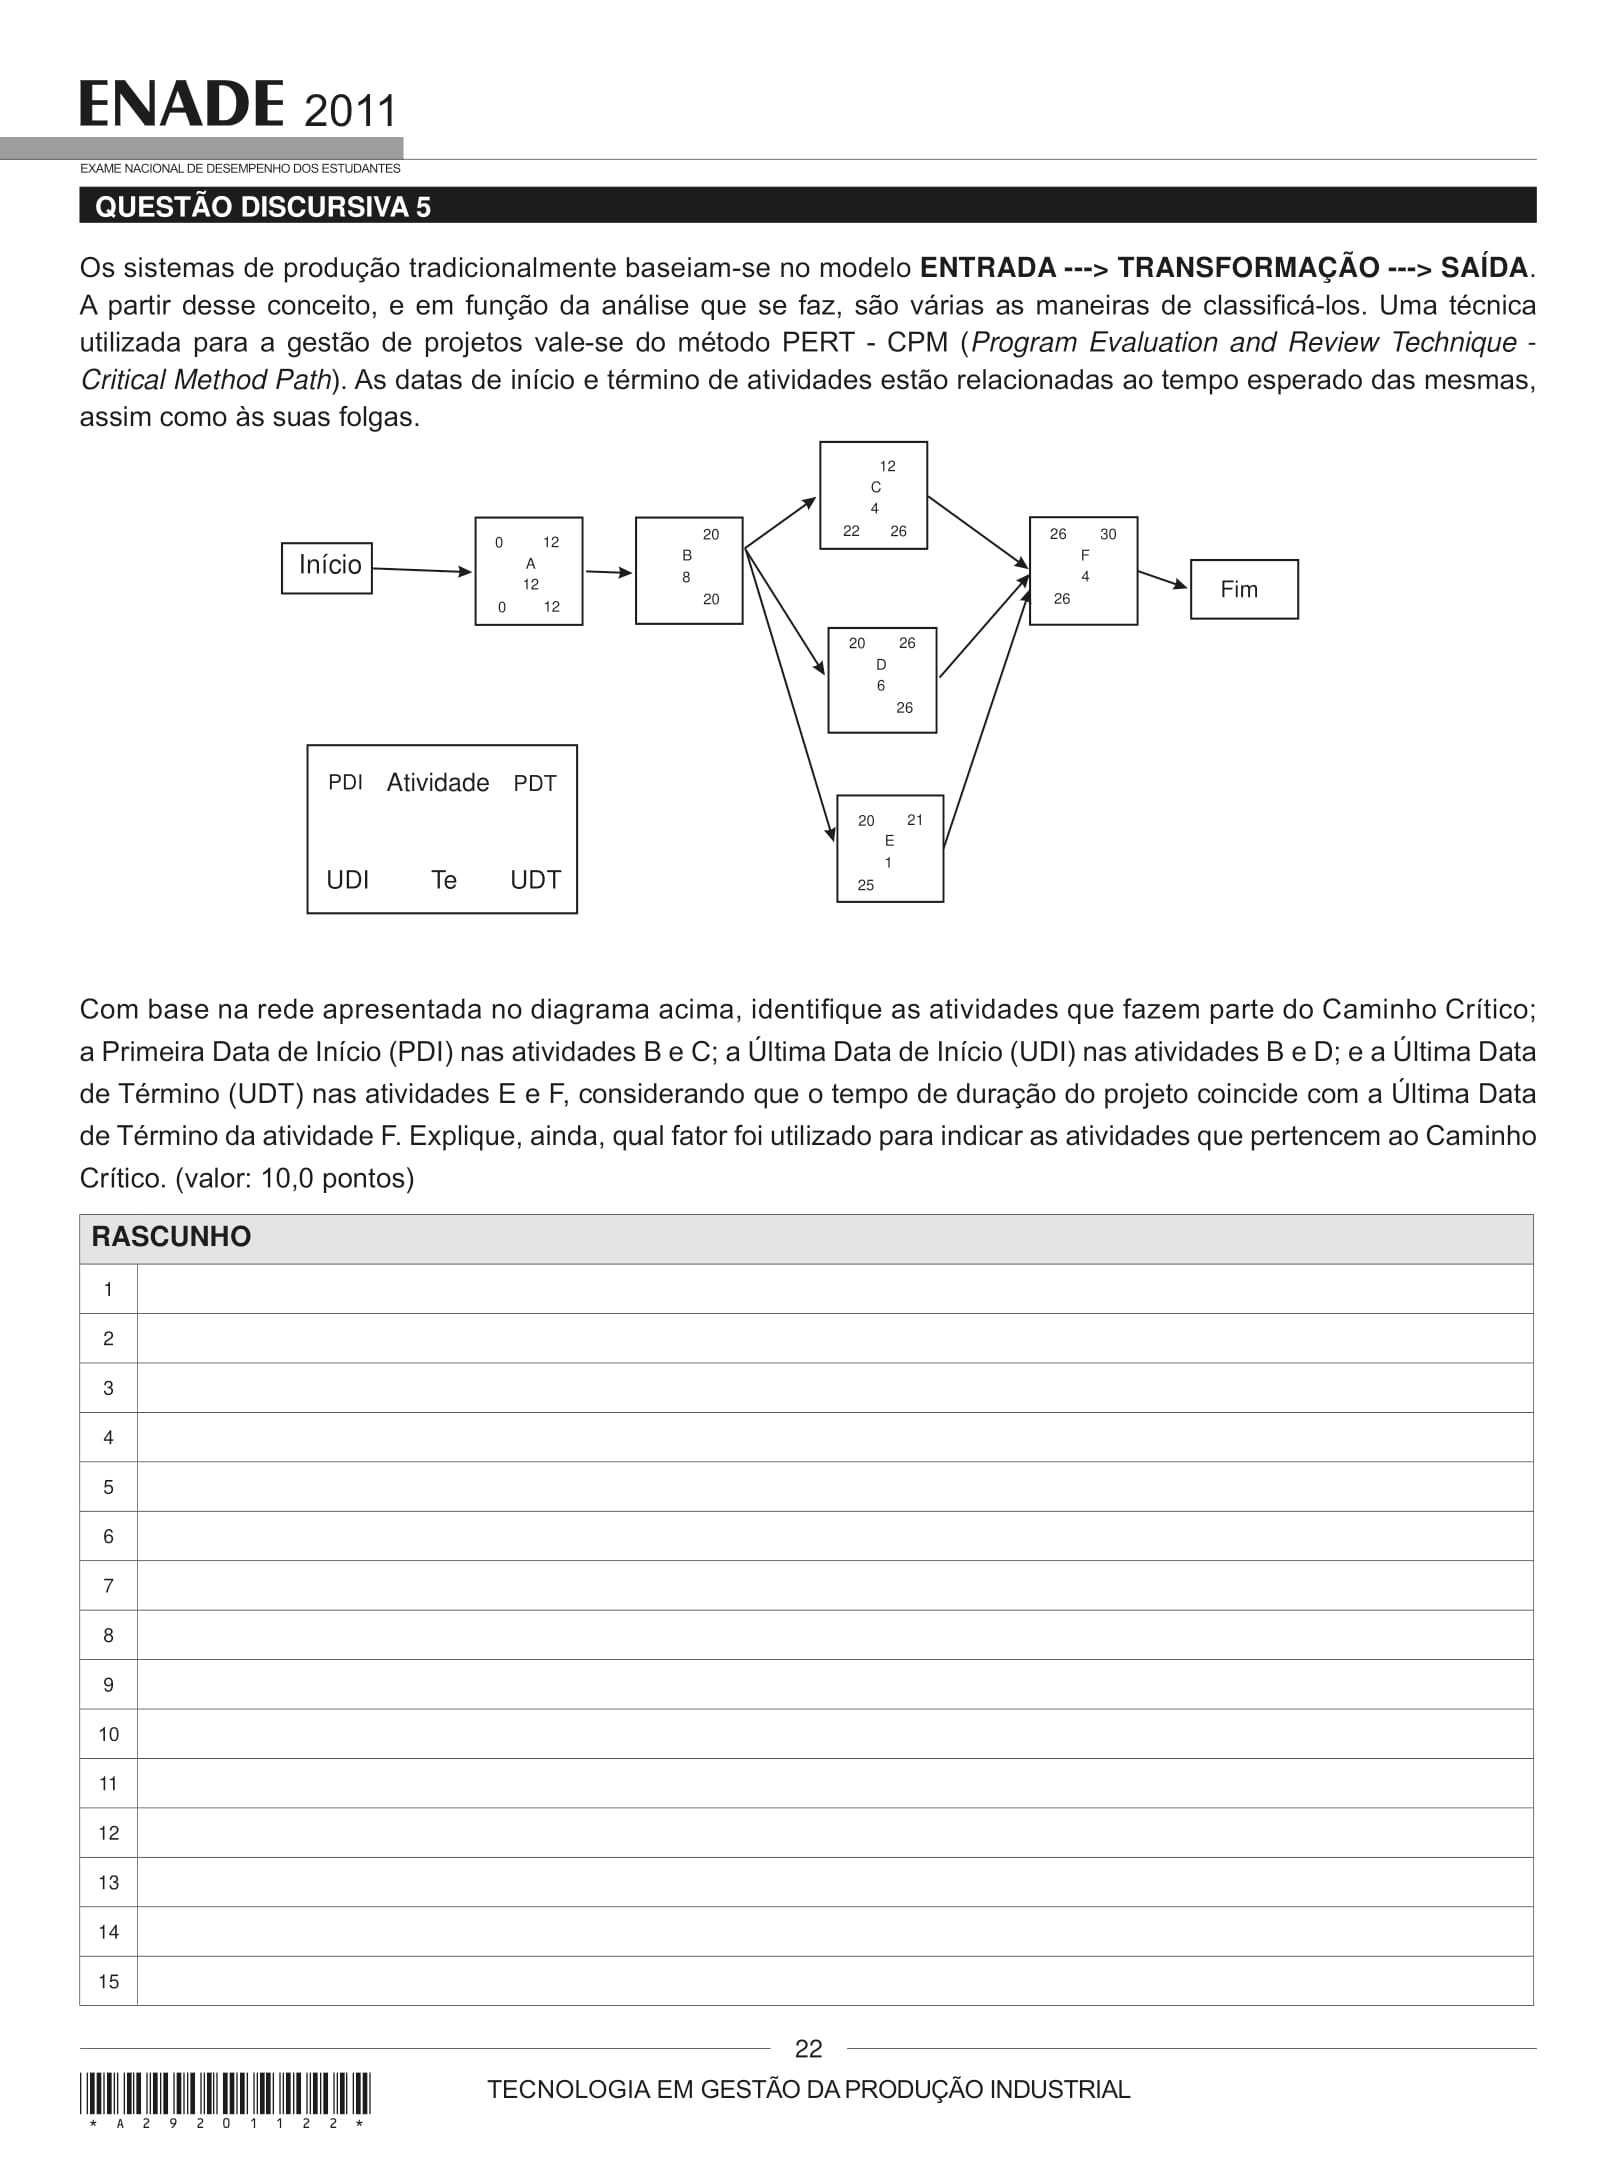 ENADE 2011
EXAME NACIONAL DE DESEMPENHO DOS ESTUDANTES
QUESTÃO DISCURSIVA 5
Os sistemas de produção tradicionalmente baseiam-se no modelo ENTRADA ---> TRANSFORMAÇÃO ---> SAÍDA.
A partir desse conceito, e em função da análise que se faz, são várias as maneiras de classificá-los. Uma técnica
utilizada para a gestão de projetos vale-se do método PERT - CPM (Program Evaluation and Review Technique -
Critical Method Path). As datas de início e término de atividades estão relacionadas ao tempo esperado das mesmas,
assim como às suas folgas.
Início
0 12
A
12
0 12
20
B
8
20
12
C
4
22 26
20 26
D
6
26
20 21
E
1
25
26 30
F
4
26
Fim
PDI Atividade PDT
UDI Te UDT
Com base na rede apresentada no diagrama acima, identifique as atividades que fazem parte do Caminho Crítico;
a Primeira Data de Início (PDI) nas atividades B e C; a Última Data de Início (UDI) nas atividades B e D; e a Última Data
de Término (UDT) nas atividades E e F, considerando que o tempo de duração do projeto coincide com a Última Data
de Término da atividade F. Explique, ainda, qual fator foi utilizado para indicar as atividades que pertencem ao Caminho
Crítico. (valor: 10,0 pontos)
RASCUNHO
1
2
3
4
5
6
7
8
9
10
11
12
13
14
15
22
TECNOLOGIA EM GESTÃO DA PRODUÇÃO INDUSTRIAL
*A29201122*